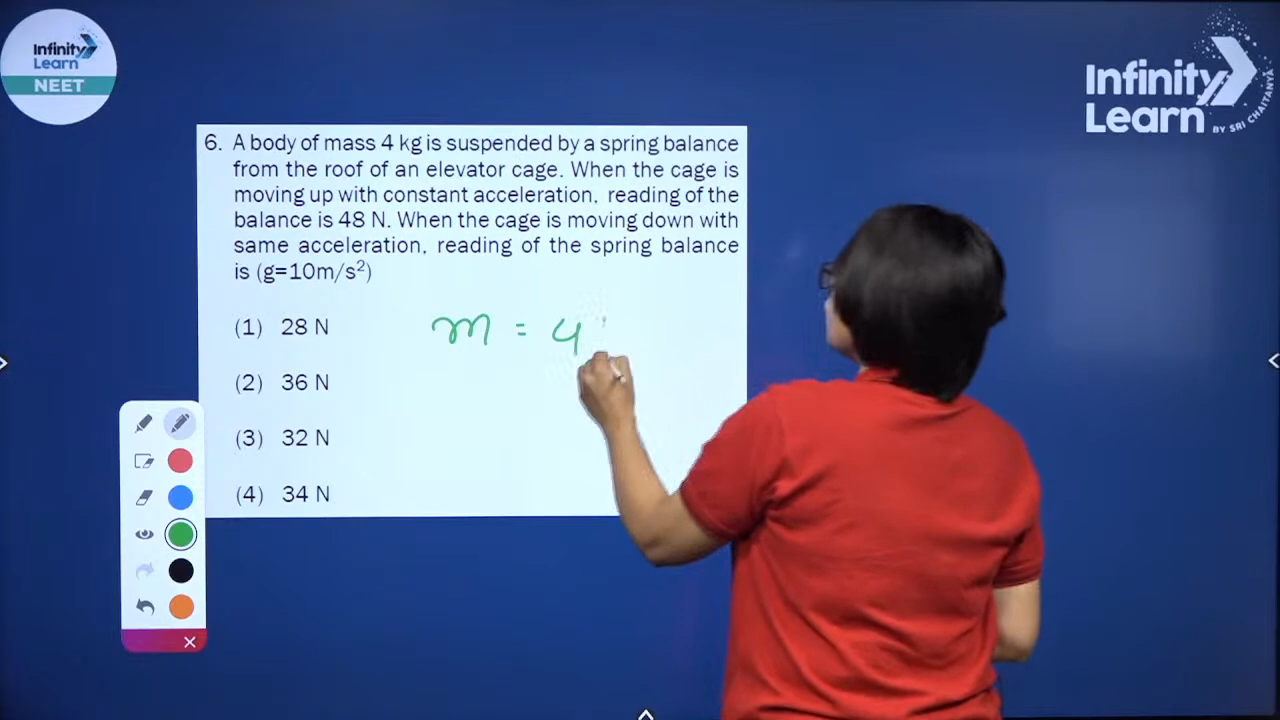 Infinity
Learn
NEET
Infinity
Learn
BY SRI CHAITANYA
6. A body of mass 4 kg is suspended by a spring balance
from the roof of an elevator cage. When the cage is
moving up with constant acceleration, reading of the
balance is 48 N. When the cage is moving down with
same acceleration, reading of the spring balance
is (g=10m/s²)
(1) 28 N
m = 4
(2) 36 N
(3) 32 N
(4) 34 N